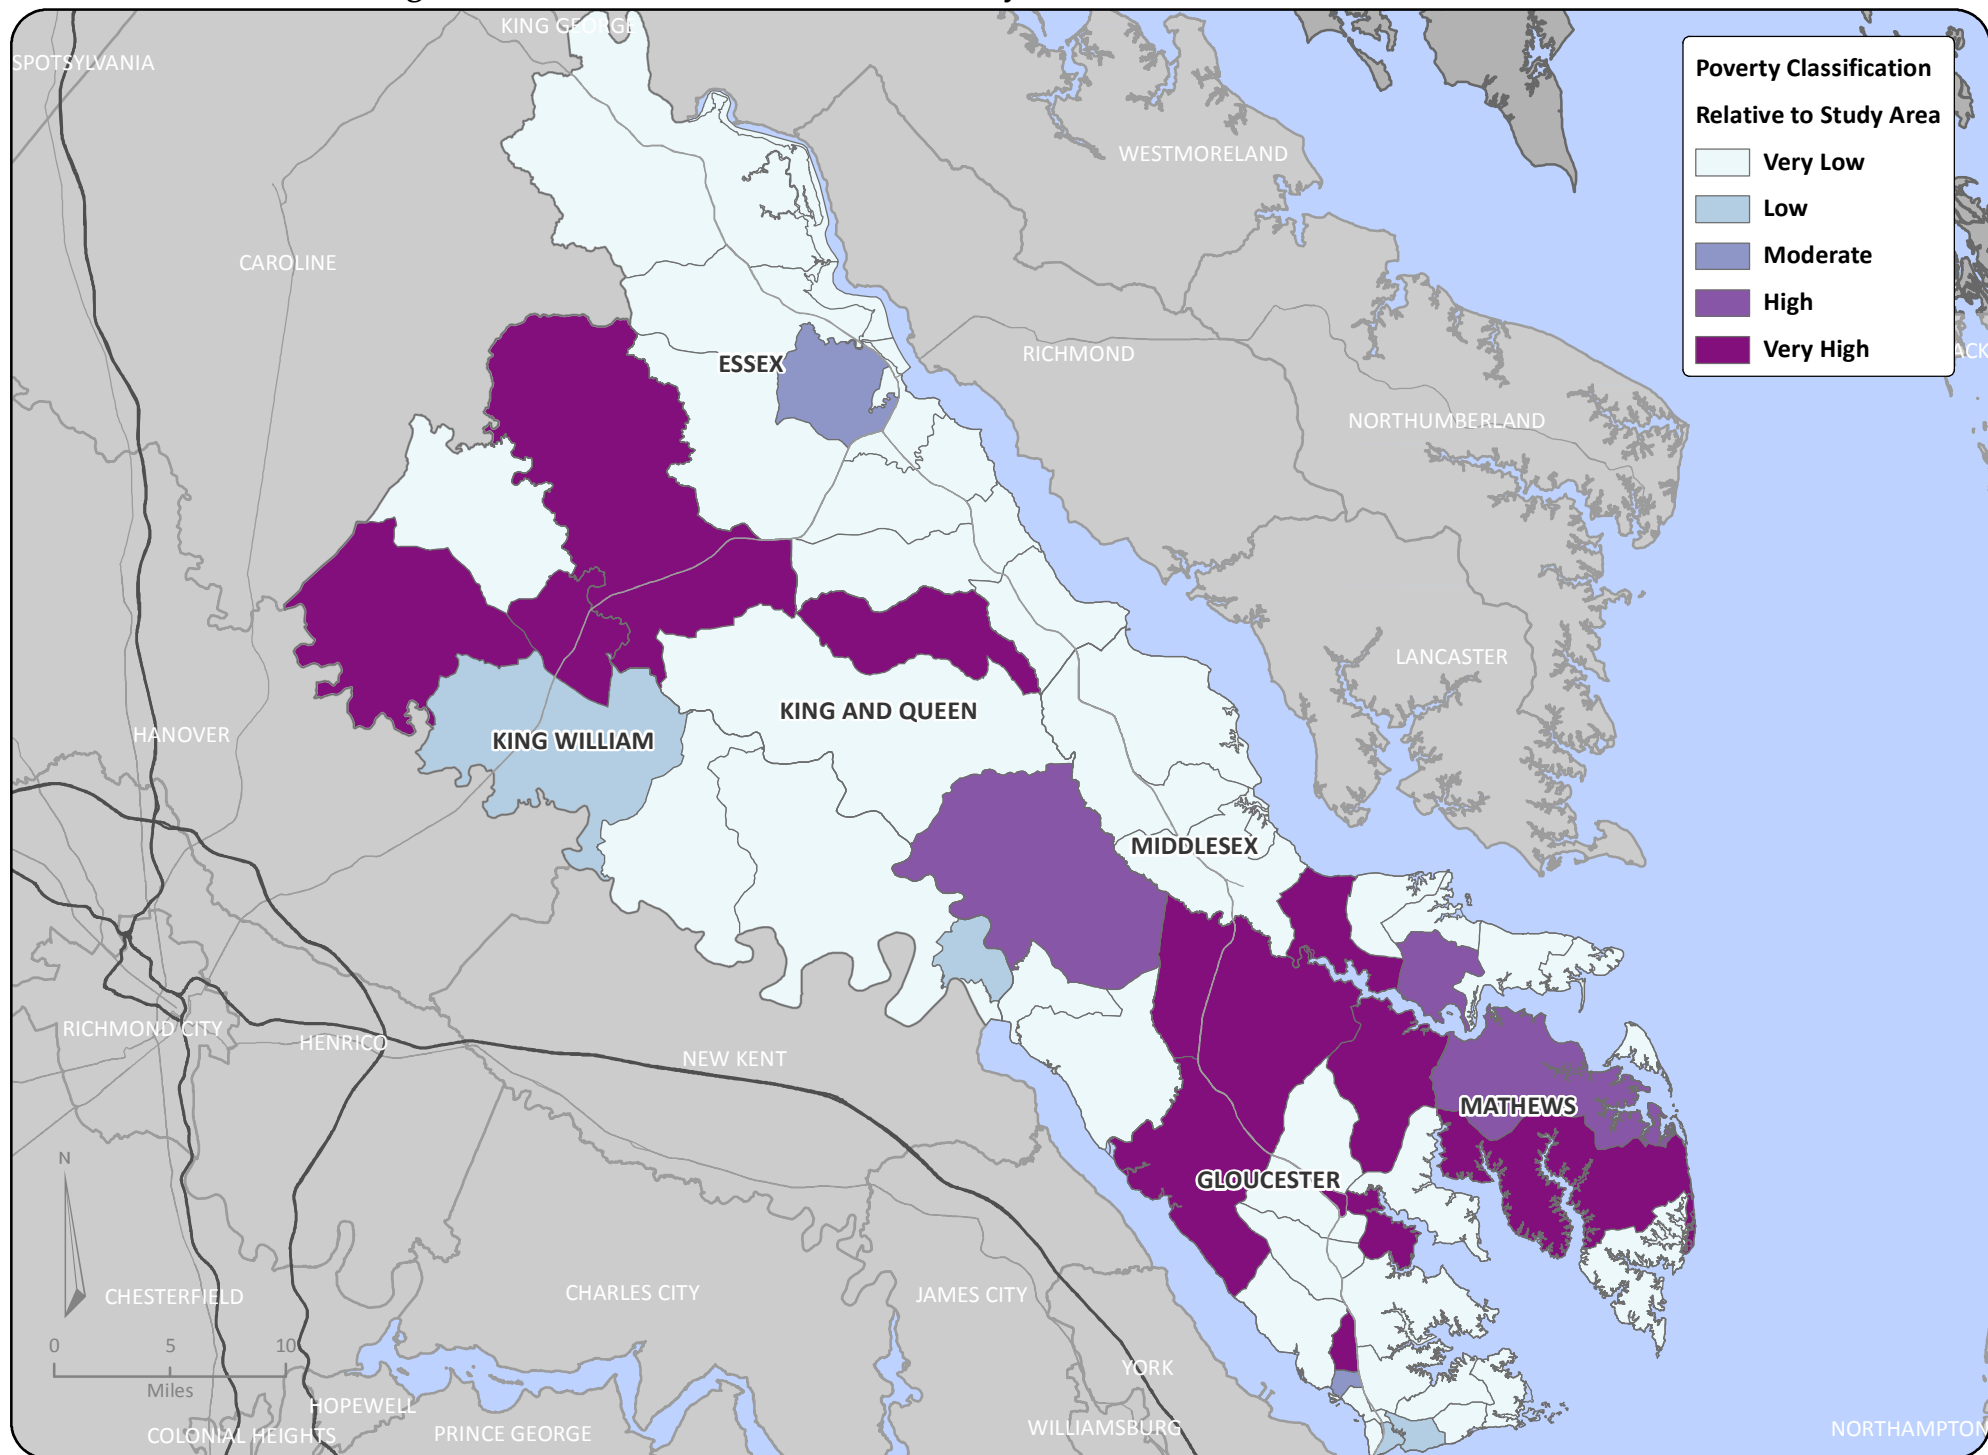 KING GEORGE
SPOTSYLVANIA
Poverty Classification
Relative to Study Area
Very Low
Low
Moderate
High
Very High
WESTMORELAND
CAROLINE
ESSEX
RICHMOND
NORTHUMBERLAND
LANCASTER
HANOVER
KING WILLIAM
KING AND QUEEN
MIDDLESEX
RICHMOND CITY
HENRICO
NEW KENT
MATHEWS
GLOUCESTER
N
CHESTERFIELD
CHARLES CITY
JAMES CITY
0 5 10
Miles
YORK
HOPEWELL
COLONIAL HEIGHTS
PRINCE GEORGE
WILLIAMSBURG
NORTHAMPTON